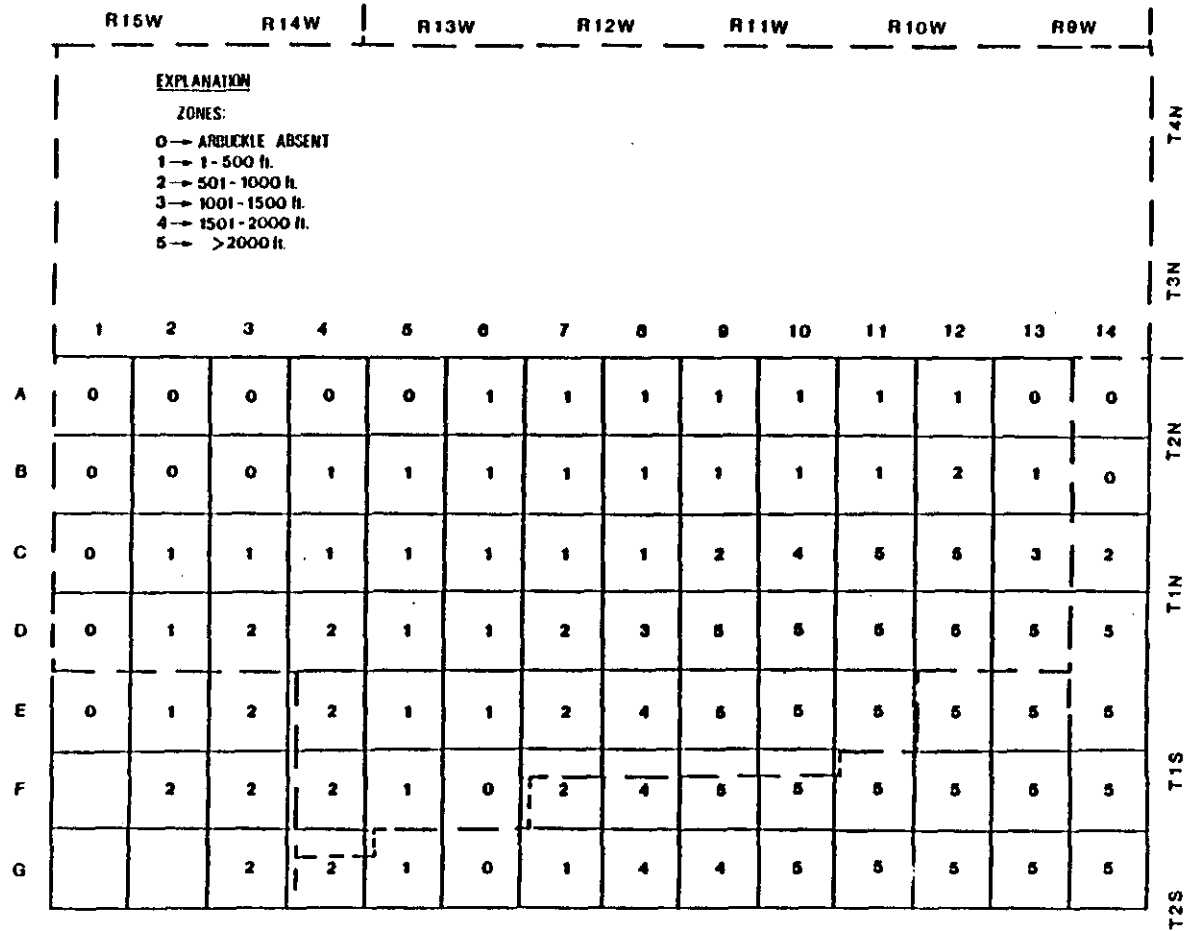 R15W R14W R13W R12W R11W R10W R9W
EXPLANATION
ZONES:
0 → ARBUCKLE ABSENT
1 → 1-500 ft.
2 → 501-1000 ft.
3 → 1001-1500 ft.
4 → 1501-2000 ft.
5 → >2000 ft.
T4N
T3N
1 2 3 4 5 6 7 8 9 10 11 12 13 14
A 0 0 0 0 0 1 1 1 1 1 1 1 0 0
T2N
B 0 0 0 1 1 1 1 1 1 1 1 2 1 0
C 0 1 1 1 1 1 1 1 2 4 5 5 3 2
T1N
D 0 1 2 2 1 1 2 3 5 5 5 5 5 5
E 0 1 2 2 1 1 2 4 5 5 5 5 5 5
T1S
F 2 2 2 1 0 2 4 5 5 5 5 5 5
G 2 2 1 0 1 4 4 5 5 5 5 5
T2S